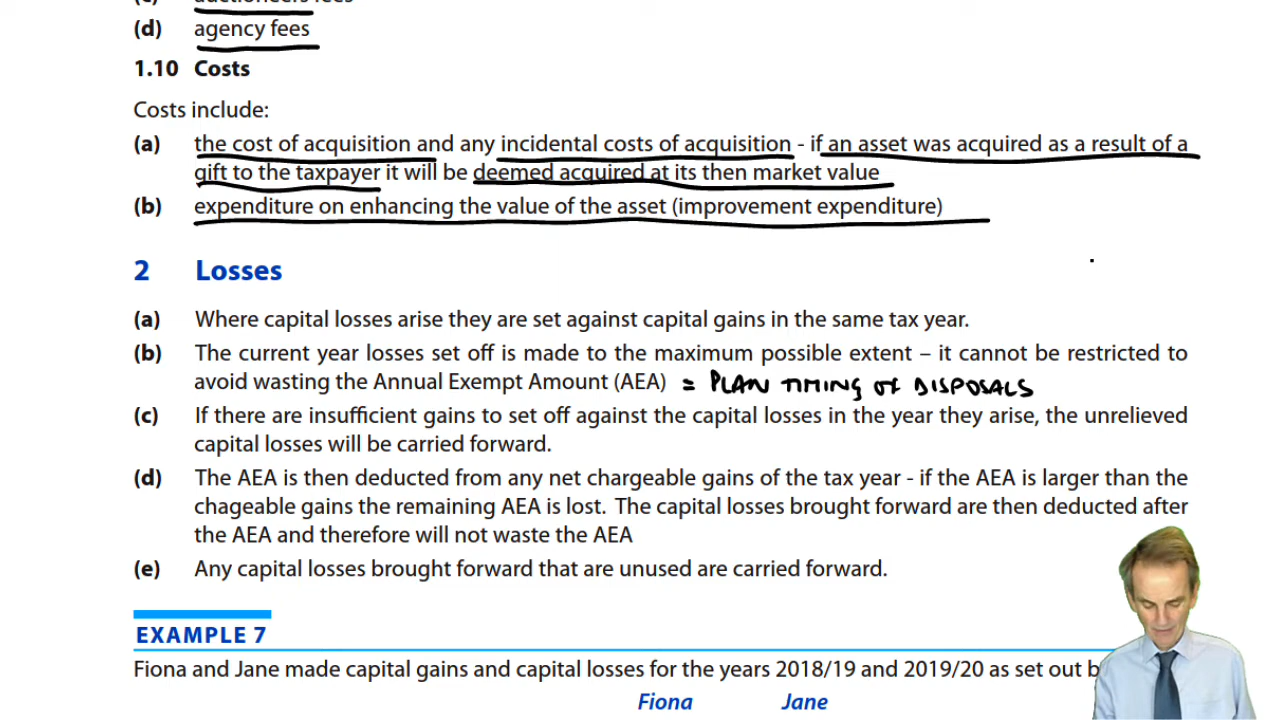 (c) auctioneers fees
(d) agency fees
1.10 Costs
Costs include:
(a) the cost of acquisition and any incidental costs of acquisition - if an asset was acquired as a result of a
gift to the taxpayer it will be deemed acquired at its then market value
(b) expenditure on enhancing the value of the asset (improvement expenditure)
2 Losses
(a) Where capital losses arise they are set against capital gains in the same tax year.
(b) The current year losses set off is made to the maximum possible extent – it cannot be restricted to
avoid wasting the Annual Exempt Amount (AEA) = PLAN TIMING OF DISPOSALS
(c) If there are insufficient gains to set off against the capital losses in the year they arise, the unrelieved
capital losses will be carried forward.
(d) The AEA is then deducted from any net chargeable gains of the tax year - if the AEA is larger than the
chageable gains the remaining AEA is lost. The capital losses brought forward are then deducted after
the AEA and therefore will not waste the AEA
(e) Any capital losses brought forward that are unused are carried forward.
EXAMPLE 7
Fiona and Jane made capital gains and capital losses for the years 2018/19 and 2019/20 as set out
Fiona Jane